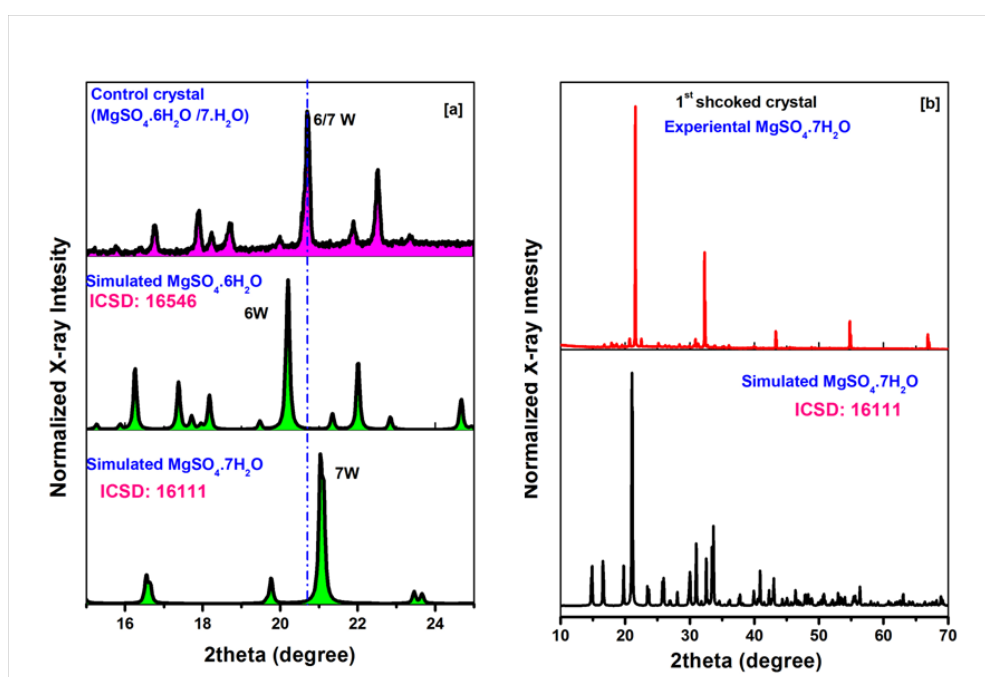 Control crystal
(MgSO4.6H2O /7.H2O)
[a]
6/7 W
Simulated MgSO4.6H2O
ICSD: 16546
6W
Simulated MgSO4.7H2O
ICSD: 16111
7W
Normalized X-ray Intesity
16 18 20 22 24
2theta (degree)
1st shcoked crystal
[b]
Experiental MgSO4.7H2O
Simulated MgSO4.7H2O
ICSD: 16111
Normalized X-ray Intesity
10 20 30 40 50 60 70
2theta (degree)